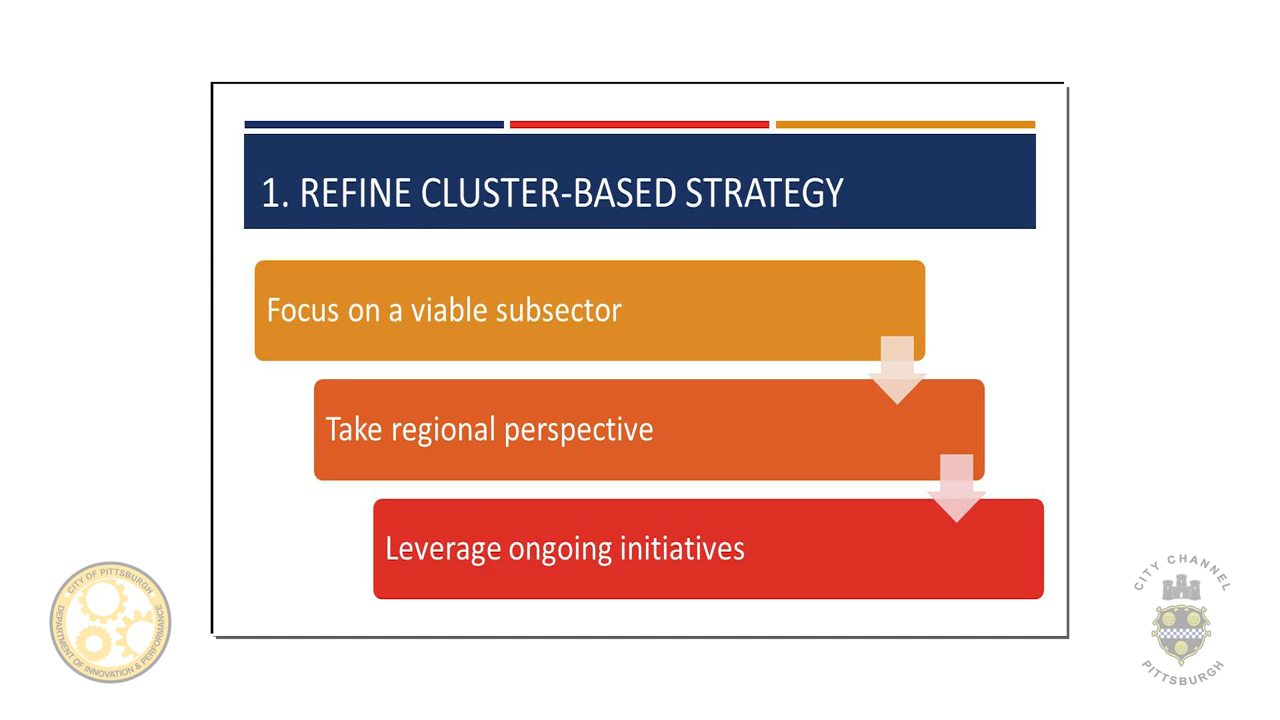 1. REFINE CLUSTER-BASED STRATEGY
Focus on a viable subsector
Take regional perspective
Leverage ongoing initiatives
CITY OF PITTSBURGH
DEPARTMENT OF INNOVATION & PERFORMANCE
CITY CHANNEL
PITTSBURGH